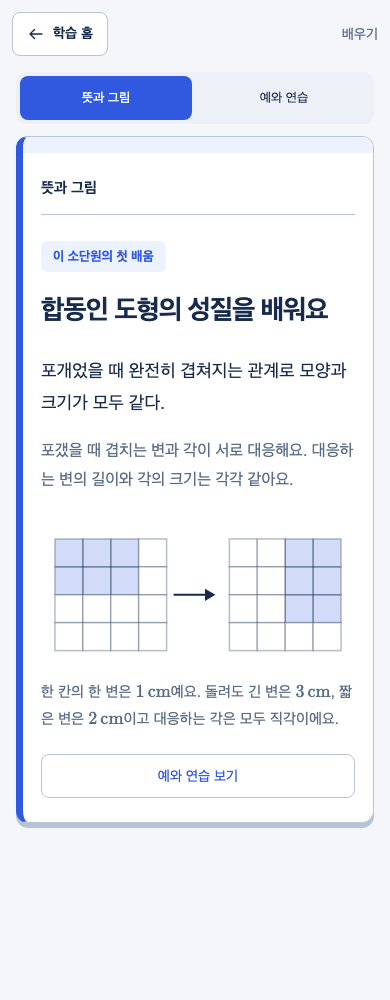 학습 홈
배우기
뜻과 그림
예와 연습
뜻과 그림
이 소단원의 첫 배움
합동인 도형의 성질을 배워요
포개었을 때 완전히 겹쳐지는 관계로 모양과
크기가 모두 같다.
포갰을 때 겹치는 변과 각이 서로 대응해요. 대응하
는 변의 길이와 각의 크기는 각각 같아요.
한 칸의 한 변은 1 cm예요. 돌려도 긴 변은 3 cm, 짧
은 변은 2 cm이고 대응하는 각은 모두 직각이에요.
예와 연습 보기